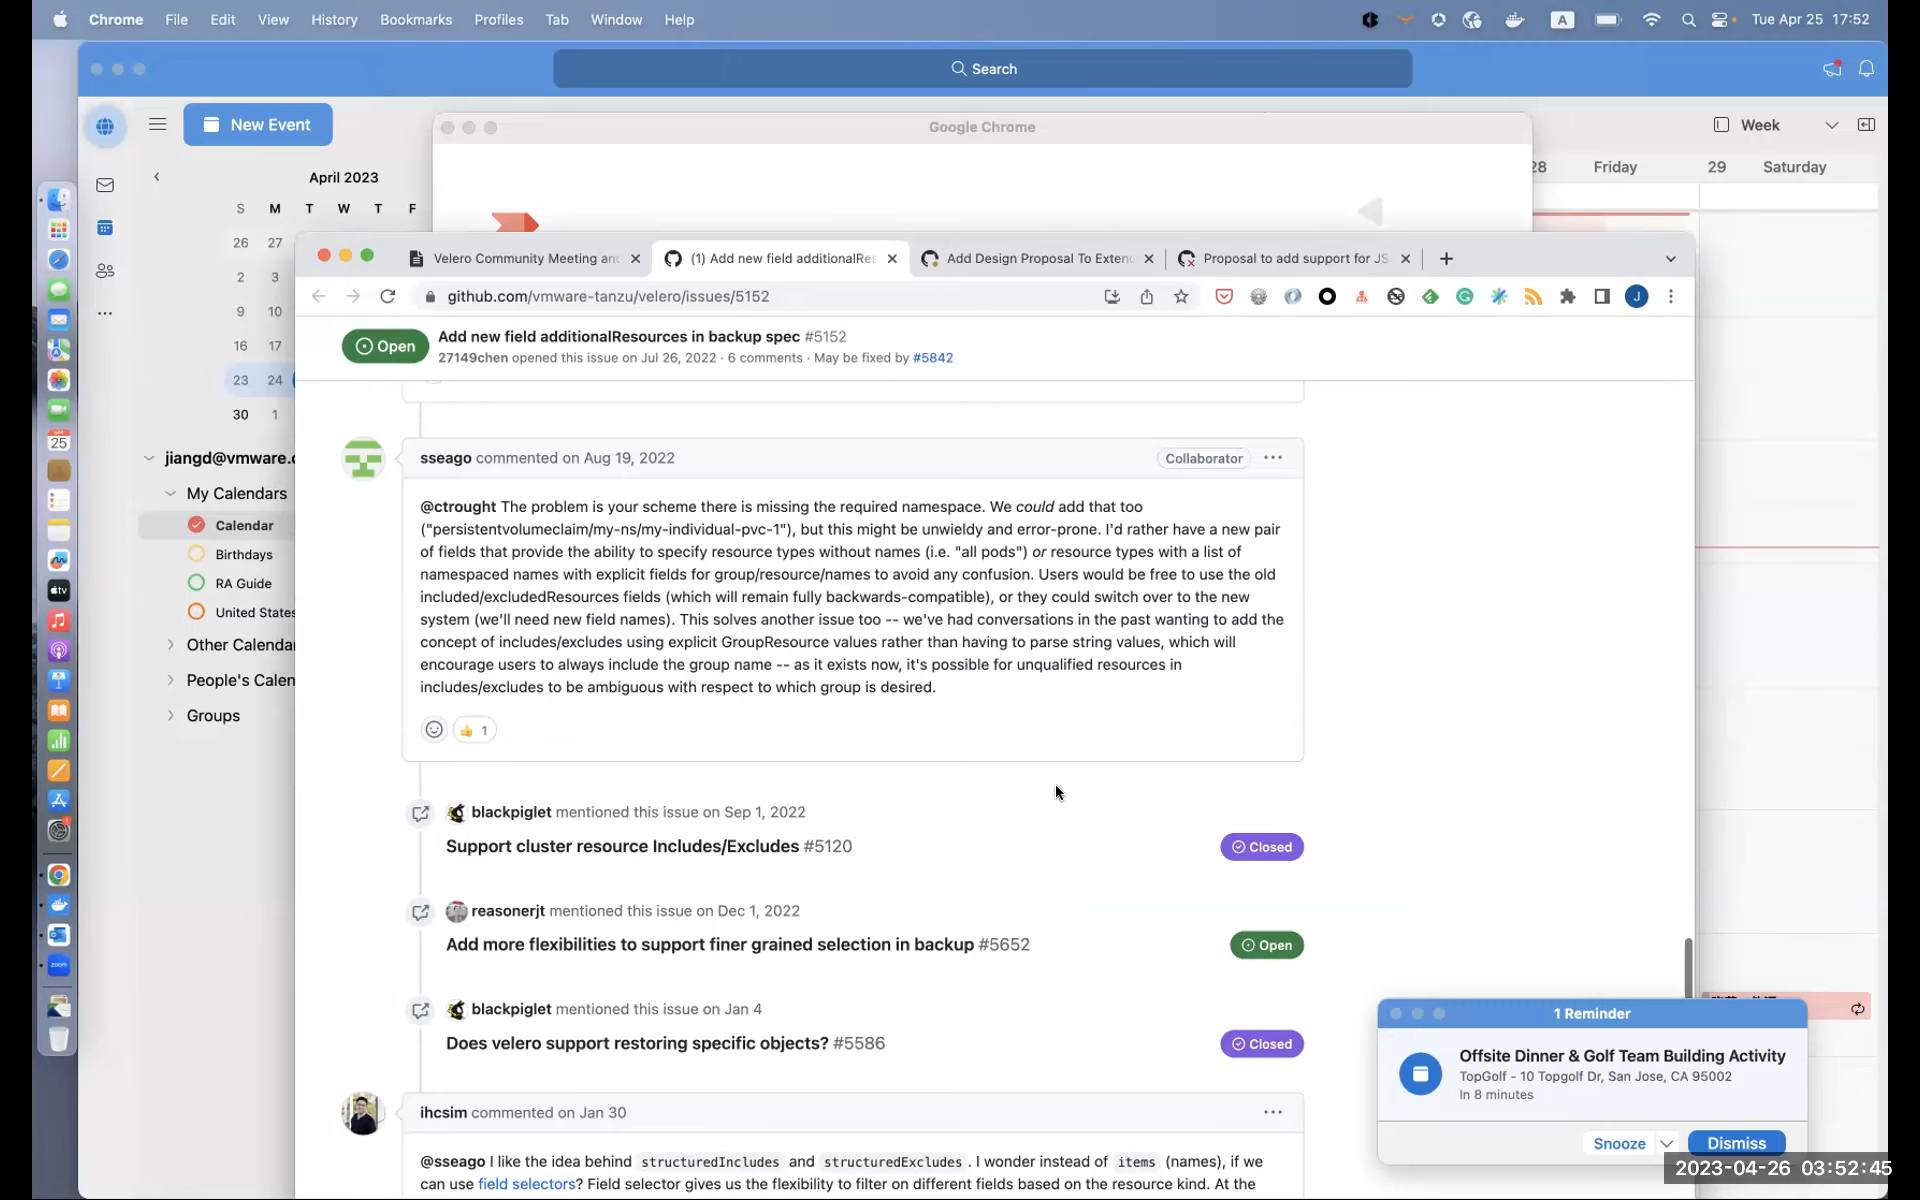 Chrome File Edit View History Bookmarks Profiles Tab Window Help
A Tue Apr 25 17:52
Search
New Event
Google Chrome
Week
28 Friday 29 Saturday
April 2023
S M T W T F
26 27
2 3
9 10
16 17
23 24
30 1
jiangd@vmware.c
My Calendars
Calendar
Birthdays
RA Guide
United States
Other Calenda
People's Calen
Groups
25
tv
zoom
Velero Community Meeting and
(1) Add new field additionalRes
Add Design Proposal To Exten
Proposal to add support for JS
github.com/vmware-tanzu/velero/issues/5152
J
Open
Add new field additionalResources in backup spec #5152
27149chen opened this issue on Jul 26, 2022 · 6 comments · May be fixed by #5842
sseago commented on Aug 19, 2022
Collaborator
@ctrought The problem is your scheme there is missing the required namespace. We could add that too
("persistentvolumeclaim/my-ns/my-individual-pvc-1"), but this might be unwieldy and error-prone. I'd rather have a new pair
of fields that provide the ability to specify resource types without names (i.e. "all pods") or resource types with a list of
namespaced names with explicit fields for group/resource/names to avoid any confusion. Users would be free to use the old
included/excludedResources fields (which will remain fully backwards-compatible), or they could switch over to the new
system (we'll need new field names). This solves another issue too -- we've had conversations in the past wanting to add the
concept of includes/excludes using explicit GroupResource values rather than having to parse string values, which will
encourage users to always include the group name -- as it exists now, it's possible for unqualified resources in
includes/excludes to be ambiguous with respect to which group is desired.
1
blackpiglet mentioned this issue on Sep 1, 2022
Support cluster resource Includes/Excludes #5120
Closed
reasonerjt mentioned this issue on Dec 1, 2022
Add more flexibilities to support finer grained selection in backup #5652
Open
blackpiglet mentioned this issue on Jan 4
Does velero support restoring specific objects? #5586
Closed
ihcsim commented on Jan 30
@sseago I like the idea behind structuredIncludes and structuredExcludes . I wonder instead of items (names), if we
can use field selectors? Field selector gives us the flexibility to filter on different fields based on the resource kind. At the
1 Reminder
Offsite Dinner & Golf Team Building Activity
TopGolf - 10 Topgolf Dr, San Jose, CA 95002
In 8 minutes
Snooze
Dismiss
2023-04-26 03:52:45